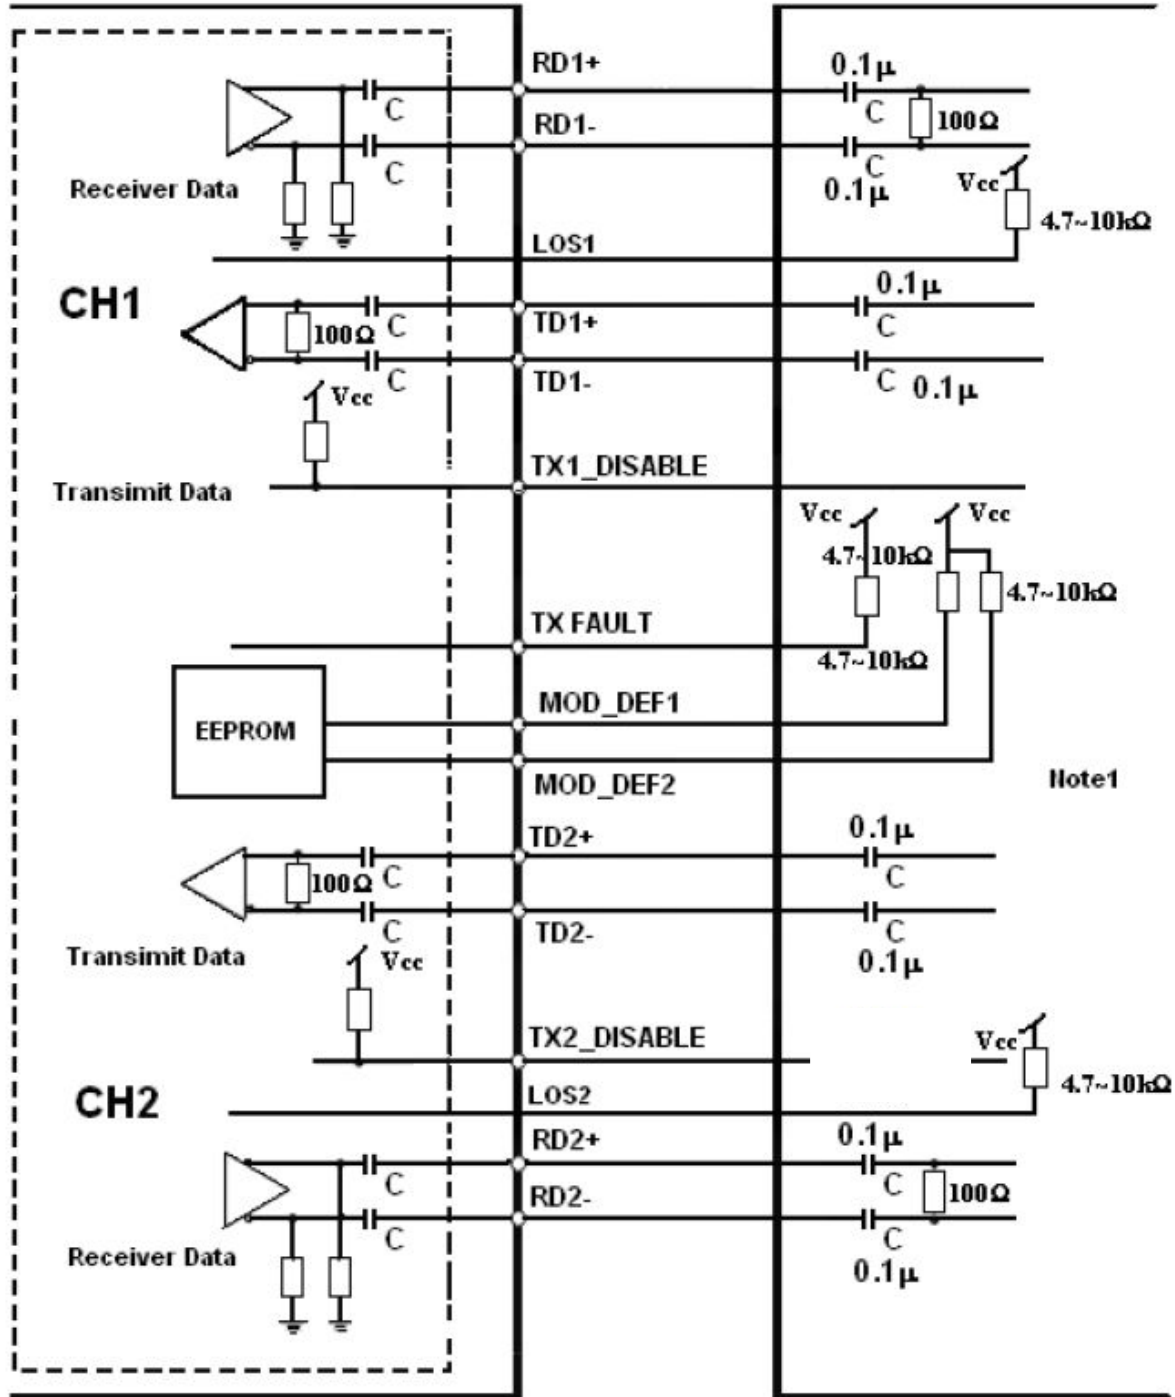 RD1+
0.1μ
C
C
100Ω
RD1-
C
C
0.1μ
Receiver Data
Vcc
4.7~10kΩ
LOS1
CH1
0.1μ
100Ω
C
TD1+
C
C
TD1-
C
0.1μ
Vcc
TX1_DISABLE
Transimit Data
Vcc
Vcc
4.7~10kΩ
4.7~10kΩ
TX FAULT
4.7~10kΩ
MOD_DEF1
EEPROM
MOD_DEF2
Note1
TD2+
0.1μ
100Ω
C
C
C
TD2-
C
Transimit Data
Vcc
0.1μ
TX2_DISABLE
Vcc
4.7~10kΩ
CH2
LOS2
RD2+
0.1μ
C
RD2-
C
100Ω
C
C
Receiver Data
0.1μ